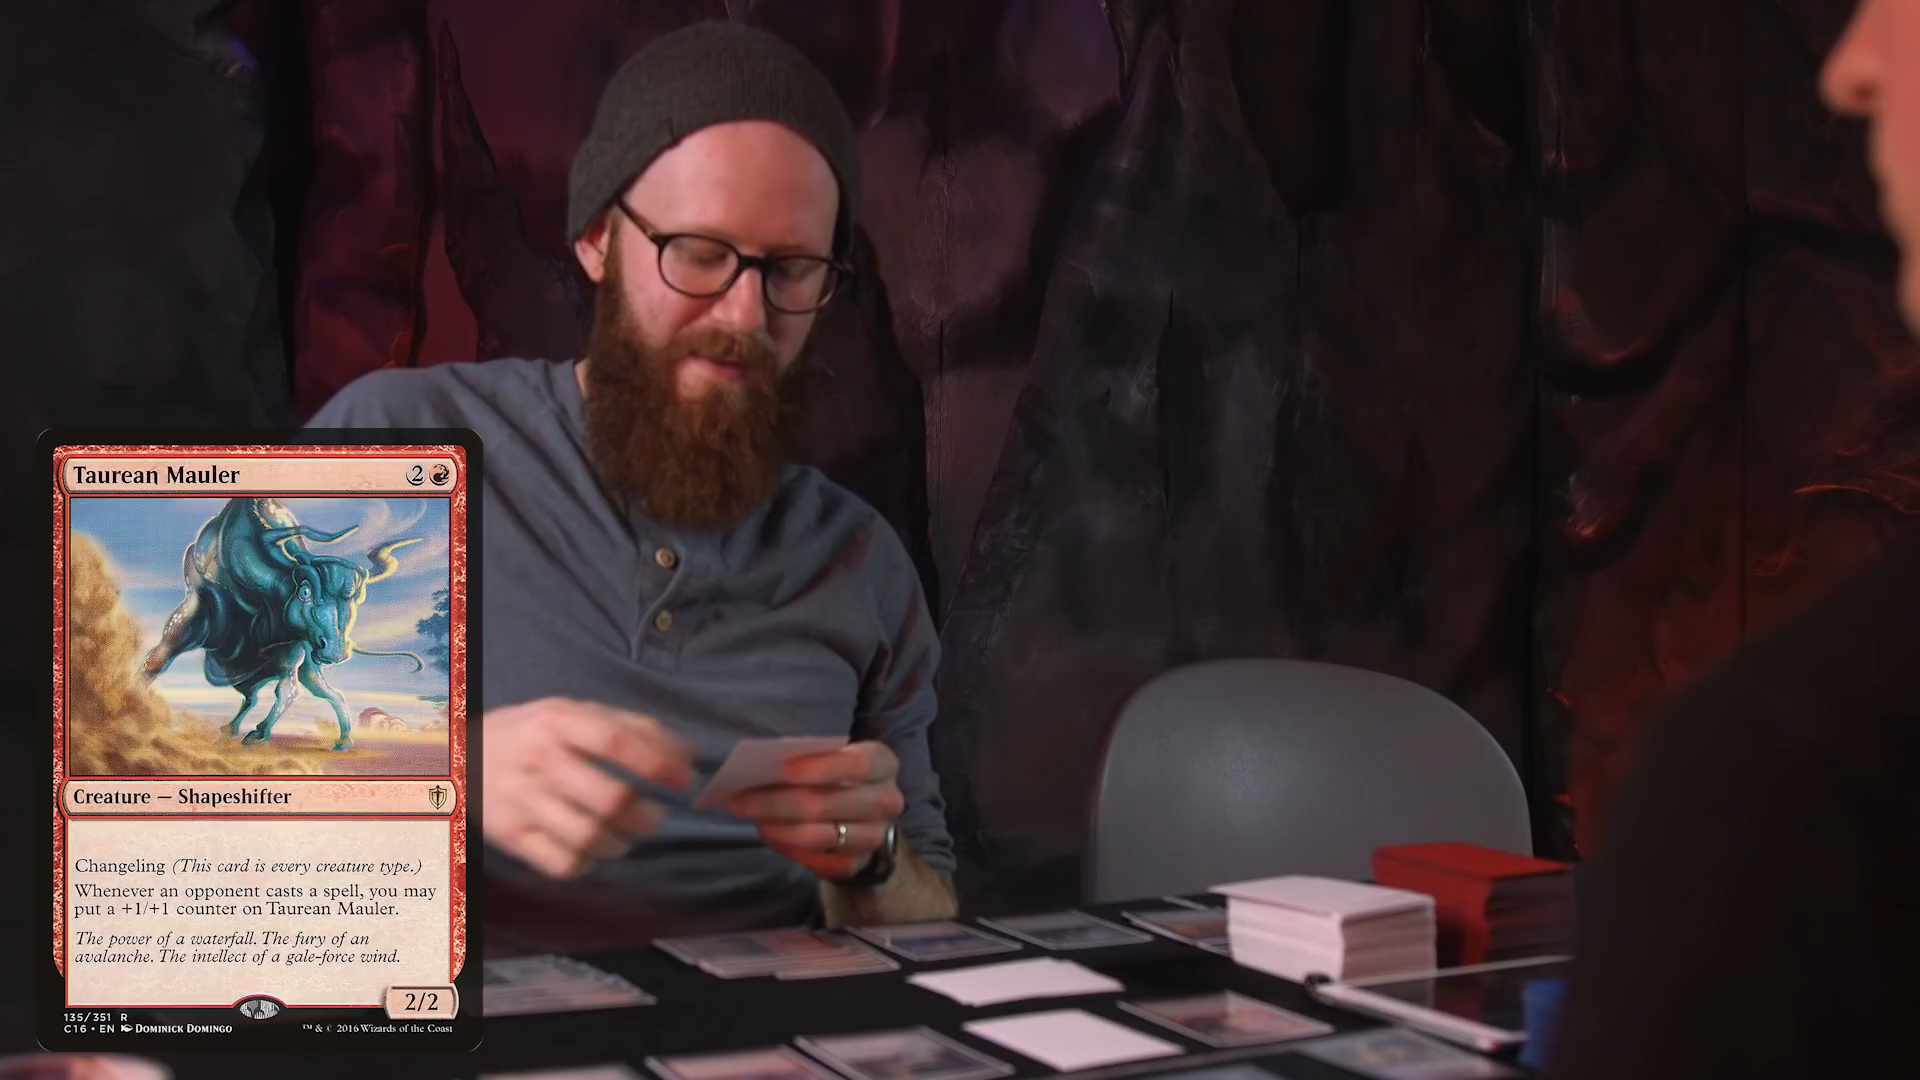 Taurean Mauler 2
Creature — Shapeshifter
Changeling (This card is every creature type.)
Whenever an opponent casts a spell, you may
put a +1/+1 counter on Taurean Mauler.
The power of a waterfall. The fury of an
avalanche. The intellect of a gale-force wind.
2/2
135/351 R
C16 • EN Dominick Domingo ™ & © 2016 Wizards of the Coast